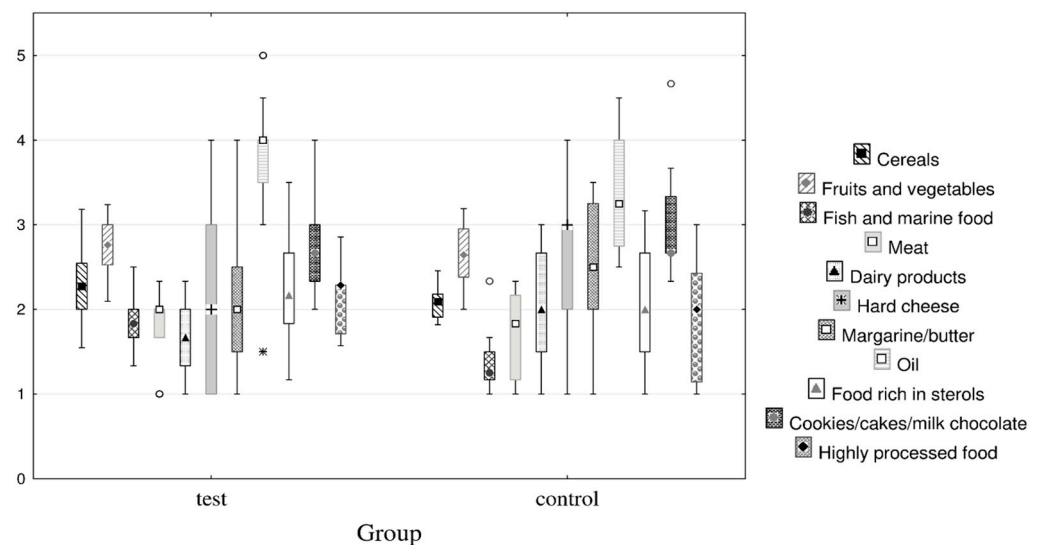 5
4
3
2
1
0
test control
Group
Cereals
Fruits and vegetables
Fish and marine food
Meat
Dairy products
Hard cheese
Margarine/butter
Oil
Food rich in sterols
Cookies/cakes/milk chocolate
Highly processed food